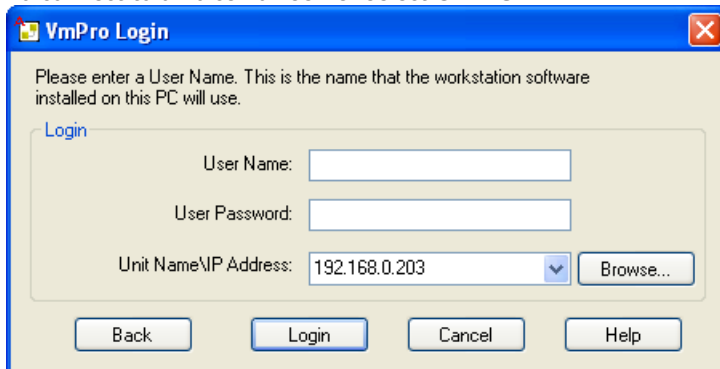 VmPro Login
Please enter a User Name. This is the name that the workstation software
installed on this PC will use.
Login
User Name:
User Password:
Unit Name\IP Address: 192.168.0.203 Browse...
Back Login Cancel Help